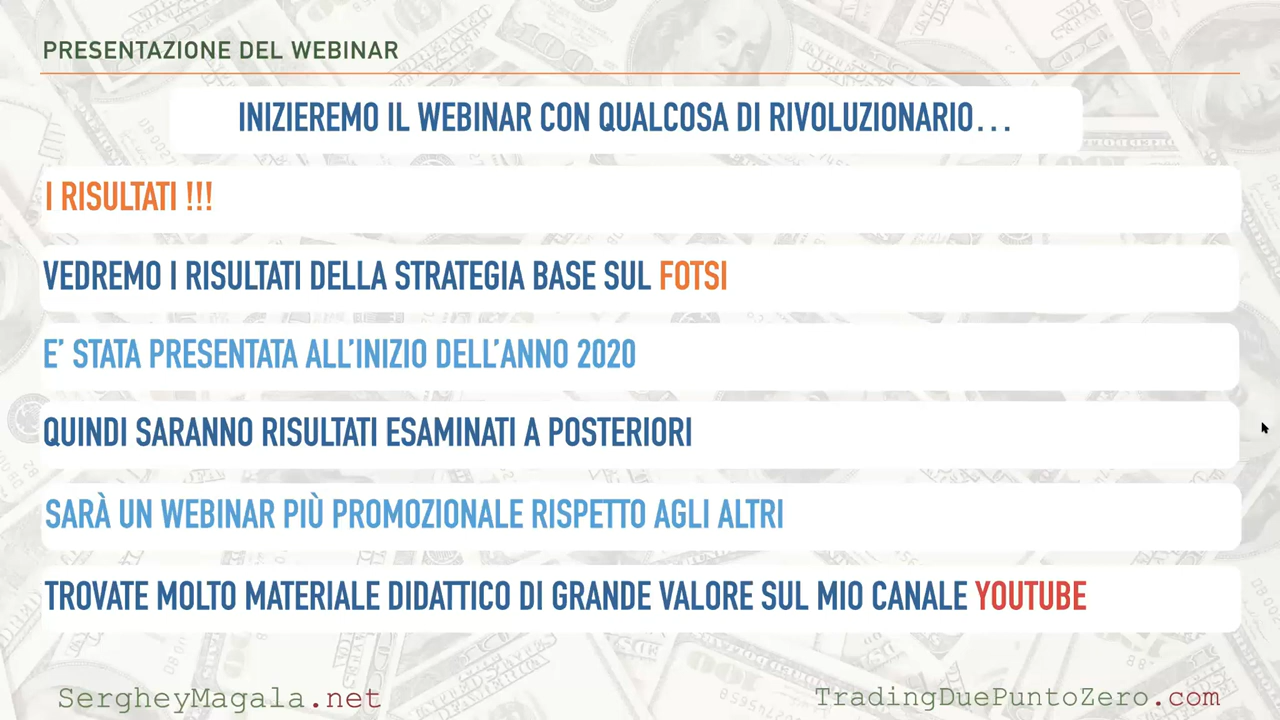 PRESENTAZIONE DEL WEBINAR
INIZIEREMO IL WEBINAR CON QUALCOSA DI RIVOLUZIONARIO...
I RISULTATI !!!
VEDREMO I RISULTATI DELLA STRATEGIA BASE SUL FOTSI
E' STATA PRESENTATA ALL'INIZIO DELL'ANNO 2020
QUINDI SARANNO RISULTATI ESAMINATI A POSTERIORI
SARÀ UN WEBINAR PIÙ PROMOZIONALE RISPETTO AGLI ALTRI
TROVATE MOLTO MATERIALE DIDATTICO DI GRANDE VALORE SUL MIO CANALE YOUTUBE
SergheyMagala.net
TradingDuePuntoZero.com